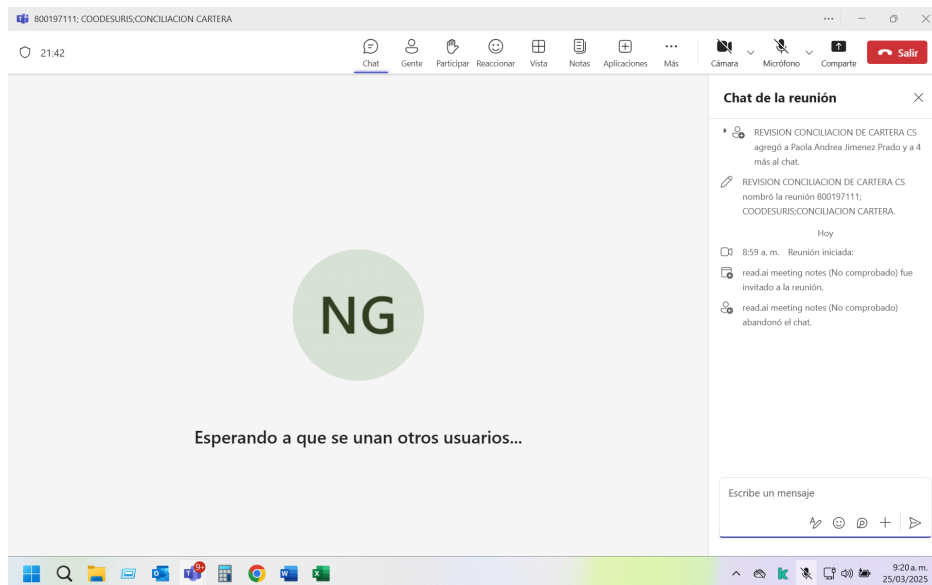 800197111; COODESURIS;CONCILIACION CARTERA
21:42
Chat
Gente
Participar
Reaccionar
Vista
Notas
Aplicaciones
Más
Cámara
Micrófono
Comparte
Salir
Chat de la reunión
REVISION CONCILIACION DE CARTERA CS
agregó a Paola Andrea Jimenez Prado y a 4
más al chat.
REVISION CONCILIACION DE CARTERA CS
nombró la reunión 800197111;
COODESURIS;CONCILIACION CARTERA.
Hoy
8:59 a. m. Reunión iniciada:
read.ai meeting notes (No comprobado) fue
invitado a la reunión.
read.ai meeting notes (No comprobado)
abandonó el chat.
NG
Esperando a que se unan otros usuarios...
Escribe un mensaje
9+
9:20 a. m.
25/03/2025